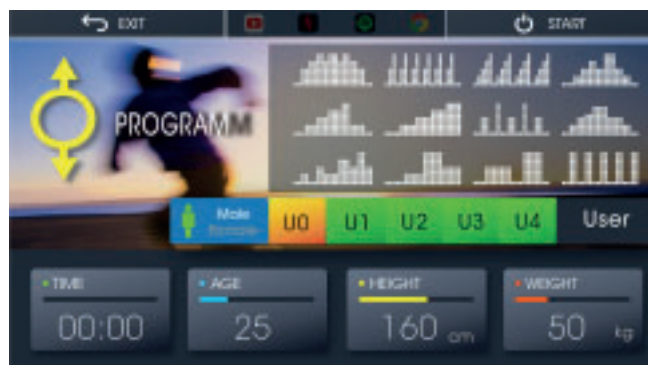 EXIT
START
PROGRAMM
Male
Female
U0 U1 U2 U3 U4 User
TIME AGE HEIGHT WEIGHT
00:00 25 160 cm 50 kg